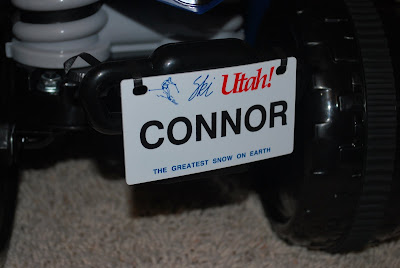 Ski Utah!
CONNOR
THE GREATEST SNOW ON EARTH